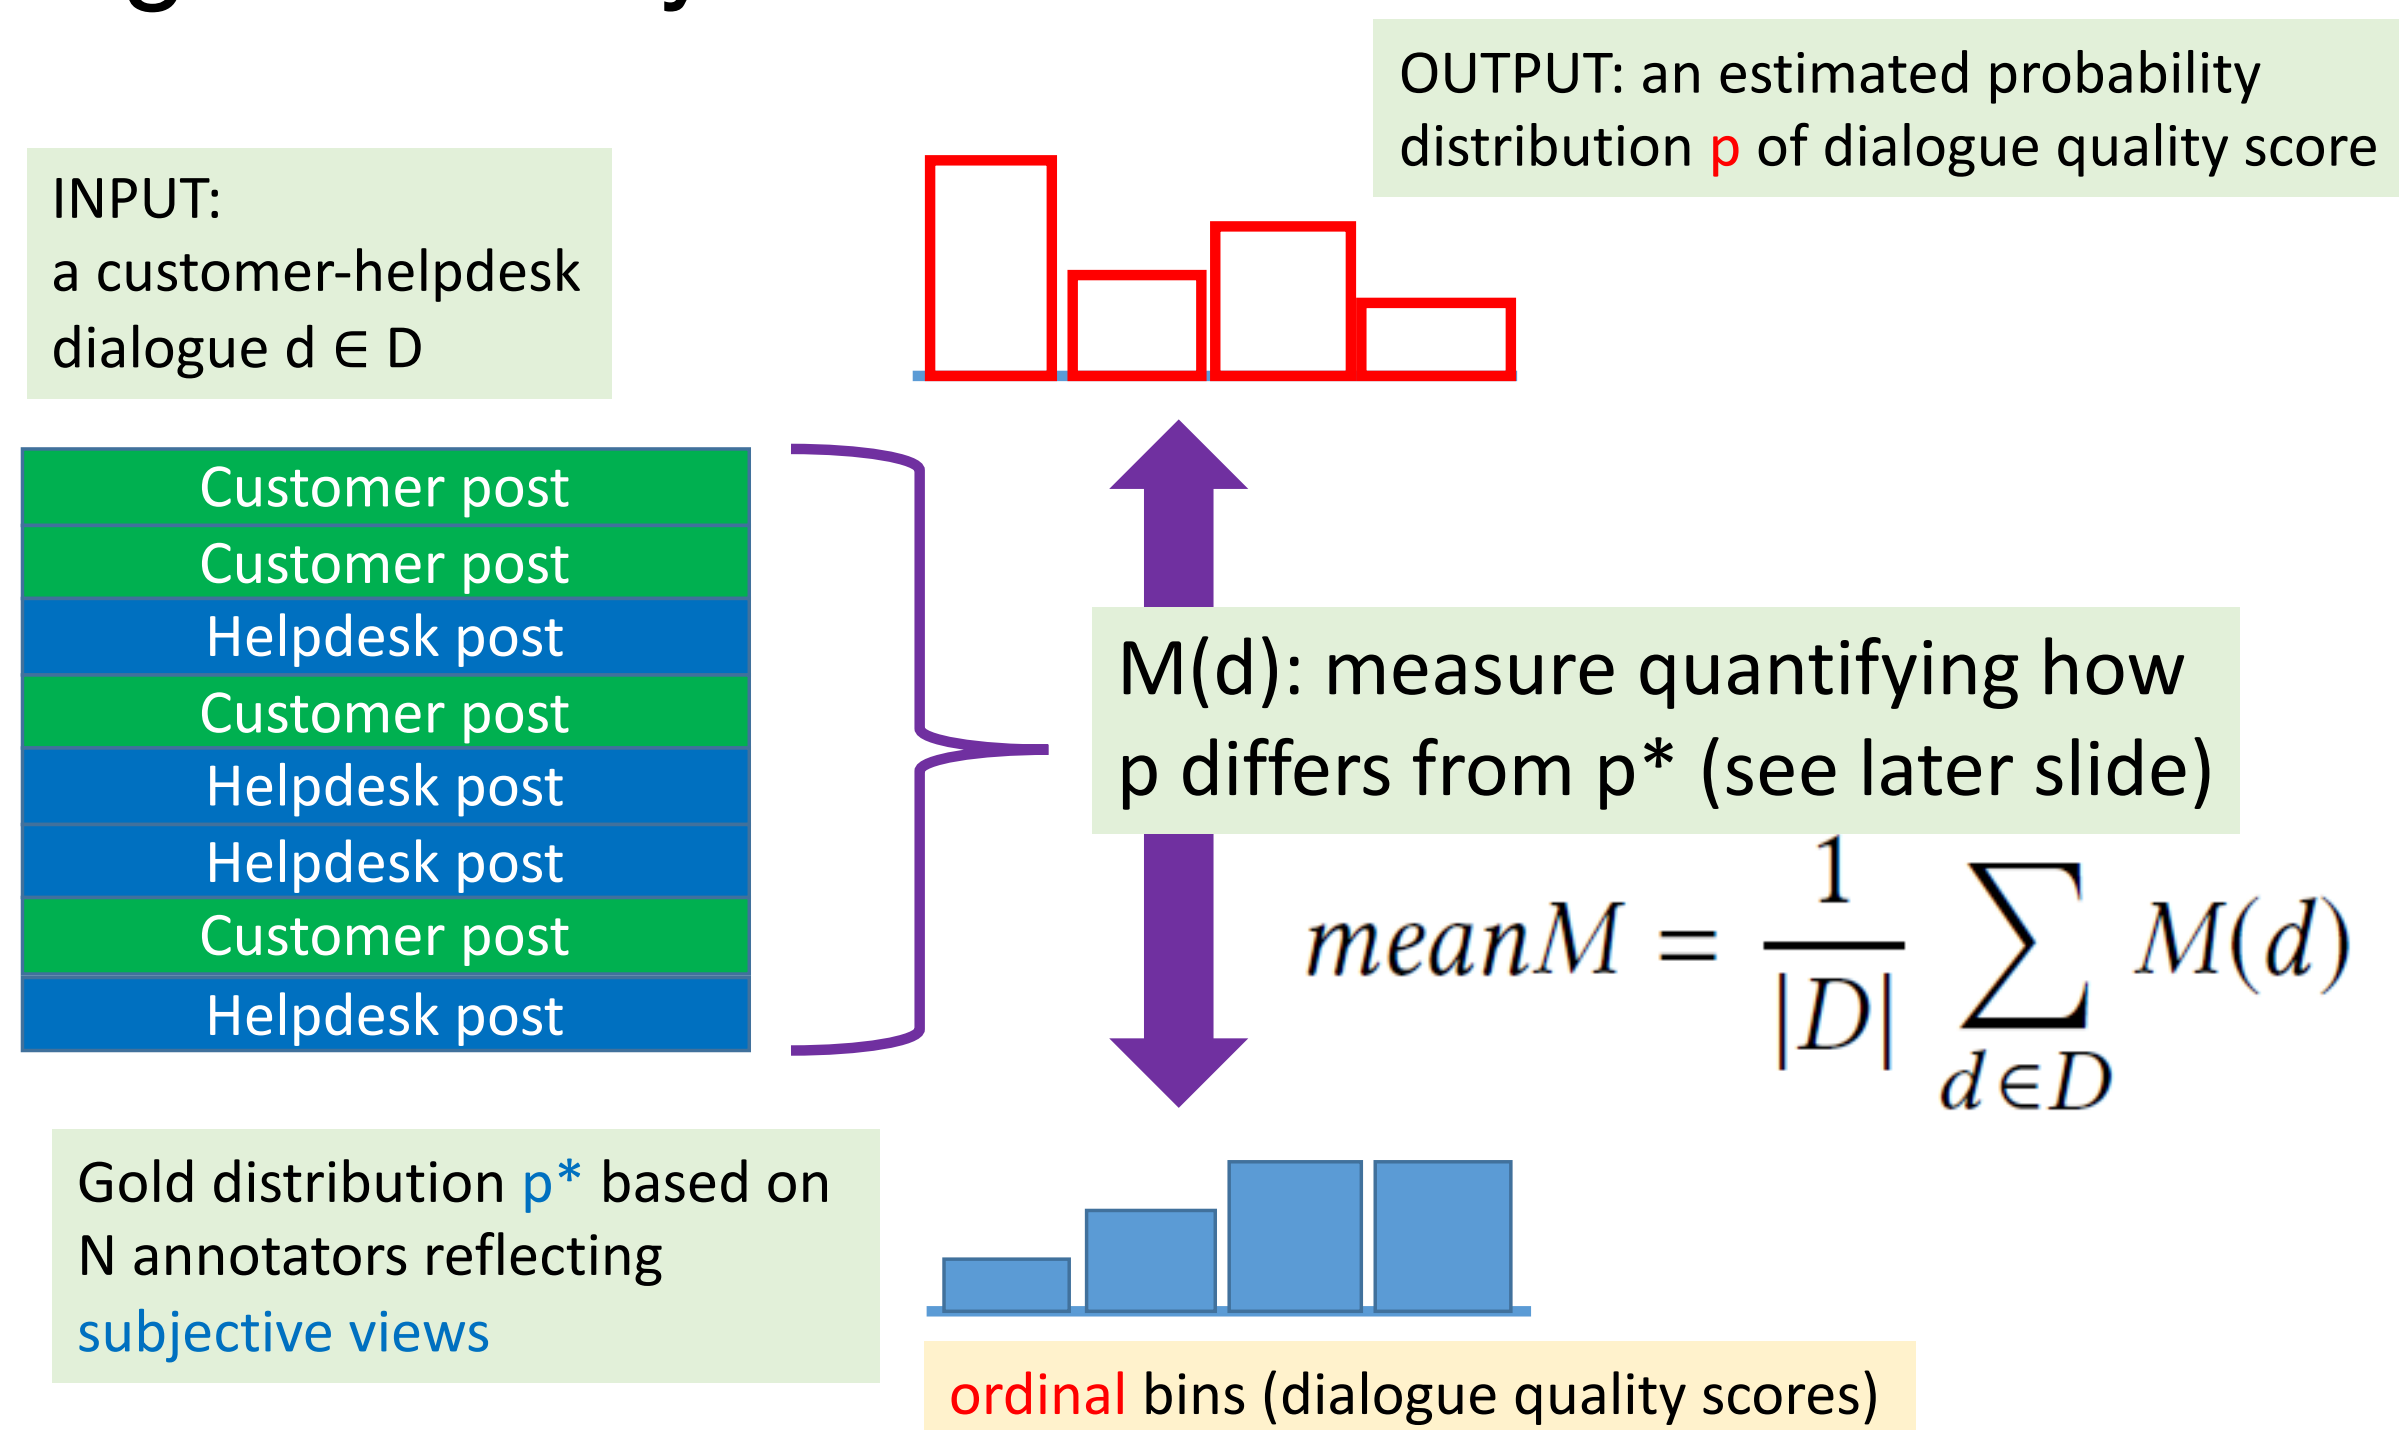 INPUT:
a customer-helpdesk
dialogue d ∈ D
OUTPUT: an estimated probability
distribution p of dialogue quality score
Customer post
Customer post
Helpdesk post
Customer post
Helpdesk post
Helpdesk post
Customer post
Helpdesk post
M(d): measure quantifying how
p differs from p* (see later slide)
meanM = 1/|D| ∑ d∈D M(d)
Gold distribution p* based on
N annotators reflecting
subjective views
ordinal bins (dialogue quality scores)